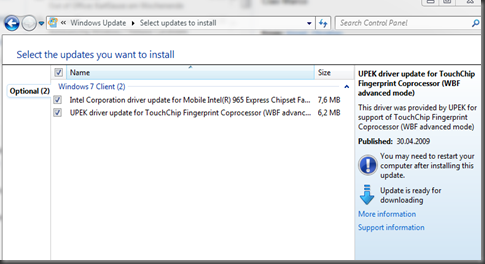 Windows Update ▸ Select updates to install
Search Control Panel
Select the updates you want to install
Name
Size
Optional (2)
Windows 7 Client (2)
Intel Corporation driver update for Mobile Intel(R) 965 Express Chipset Fa...
7,6 MB
UPEK driver update for TouchChip Fingerprint Coprocessor (WBF advanc...
6,2 MB
UPEK driver update for TouchChip
Fingerprint Coprocessor (WBF
advanced mode)
This driver was provided by UPEK for
support of TouchChip Fingerprint
Coprocessor (WBF advanced mode)
Published: 30.04.2009
You may need to restart your
computer after installing this
update.
Update is ready for
downloading
More information
Support information